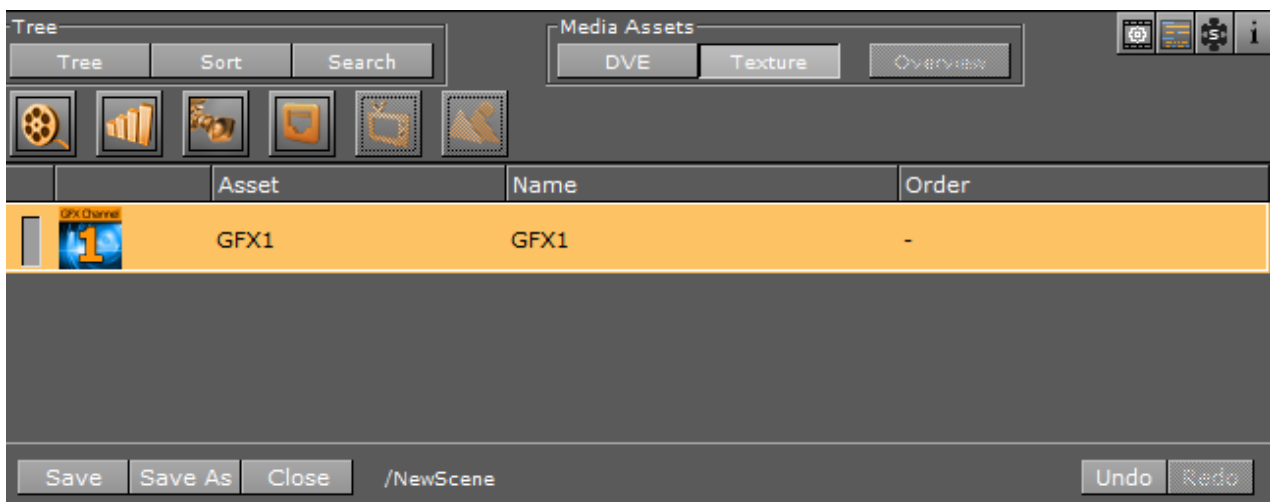 Tree Media Assets
Tree Sort Search DVE Texture Overview i
Asset Name Order
GFX Channel
1 GFX1 GFX1 -
Save Save As Close /NewScene Undo Redo